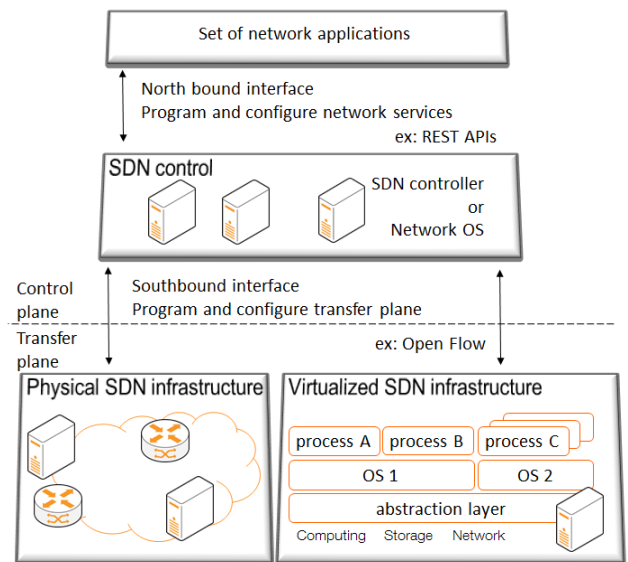 Set of network applications
North bound interface
Program and configure network services
ex: REST APIs
SDN control
SDN controller
or
Network OS
Southbound interface
Program and configure transfer plane
Control
plane
Transfer
plane
ex: Open Flow
Physical SDN infrastructure
Virtualized SDN infrastructure
process A process B process C
OS 1 OS 2
abstraction layer
Computing Storage Network